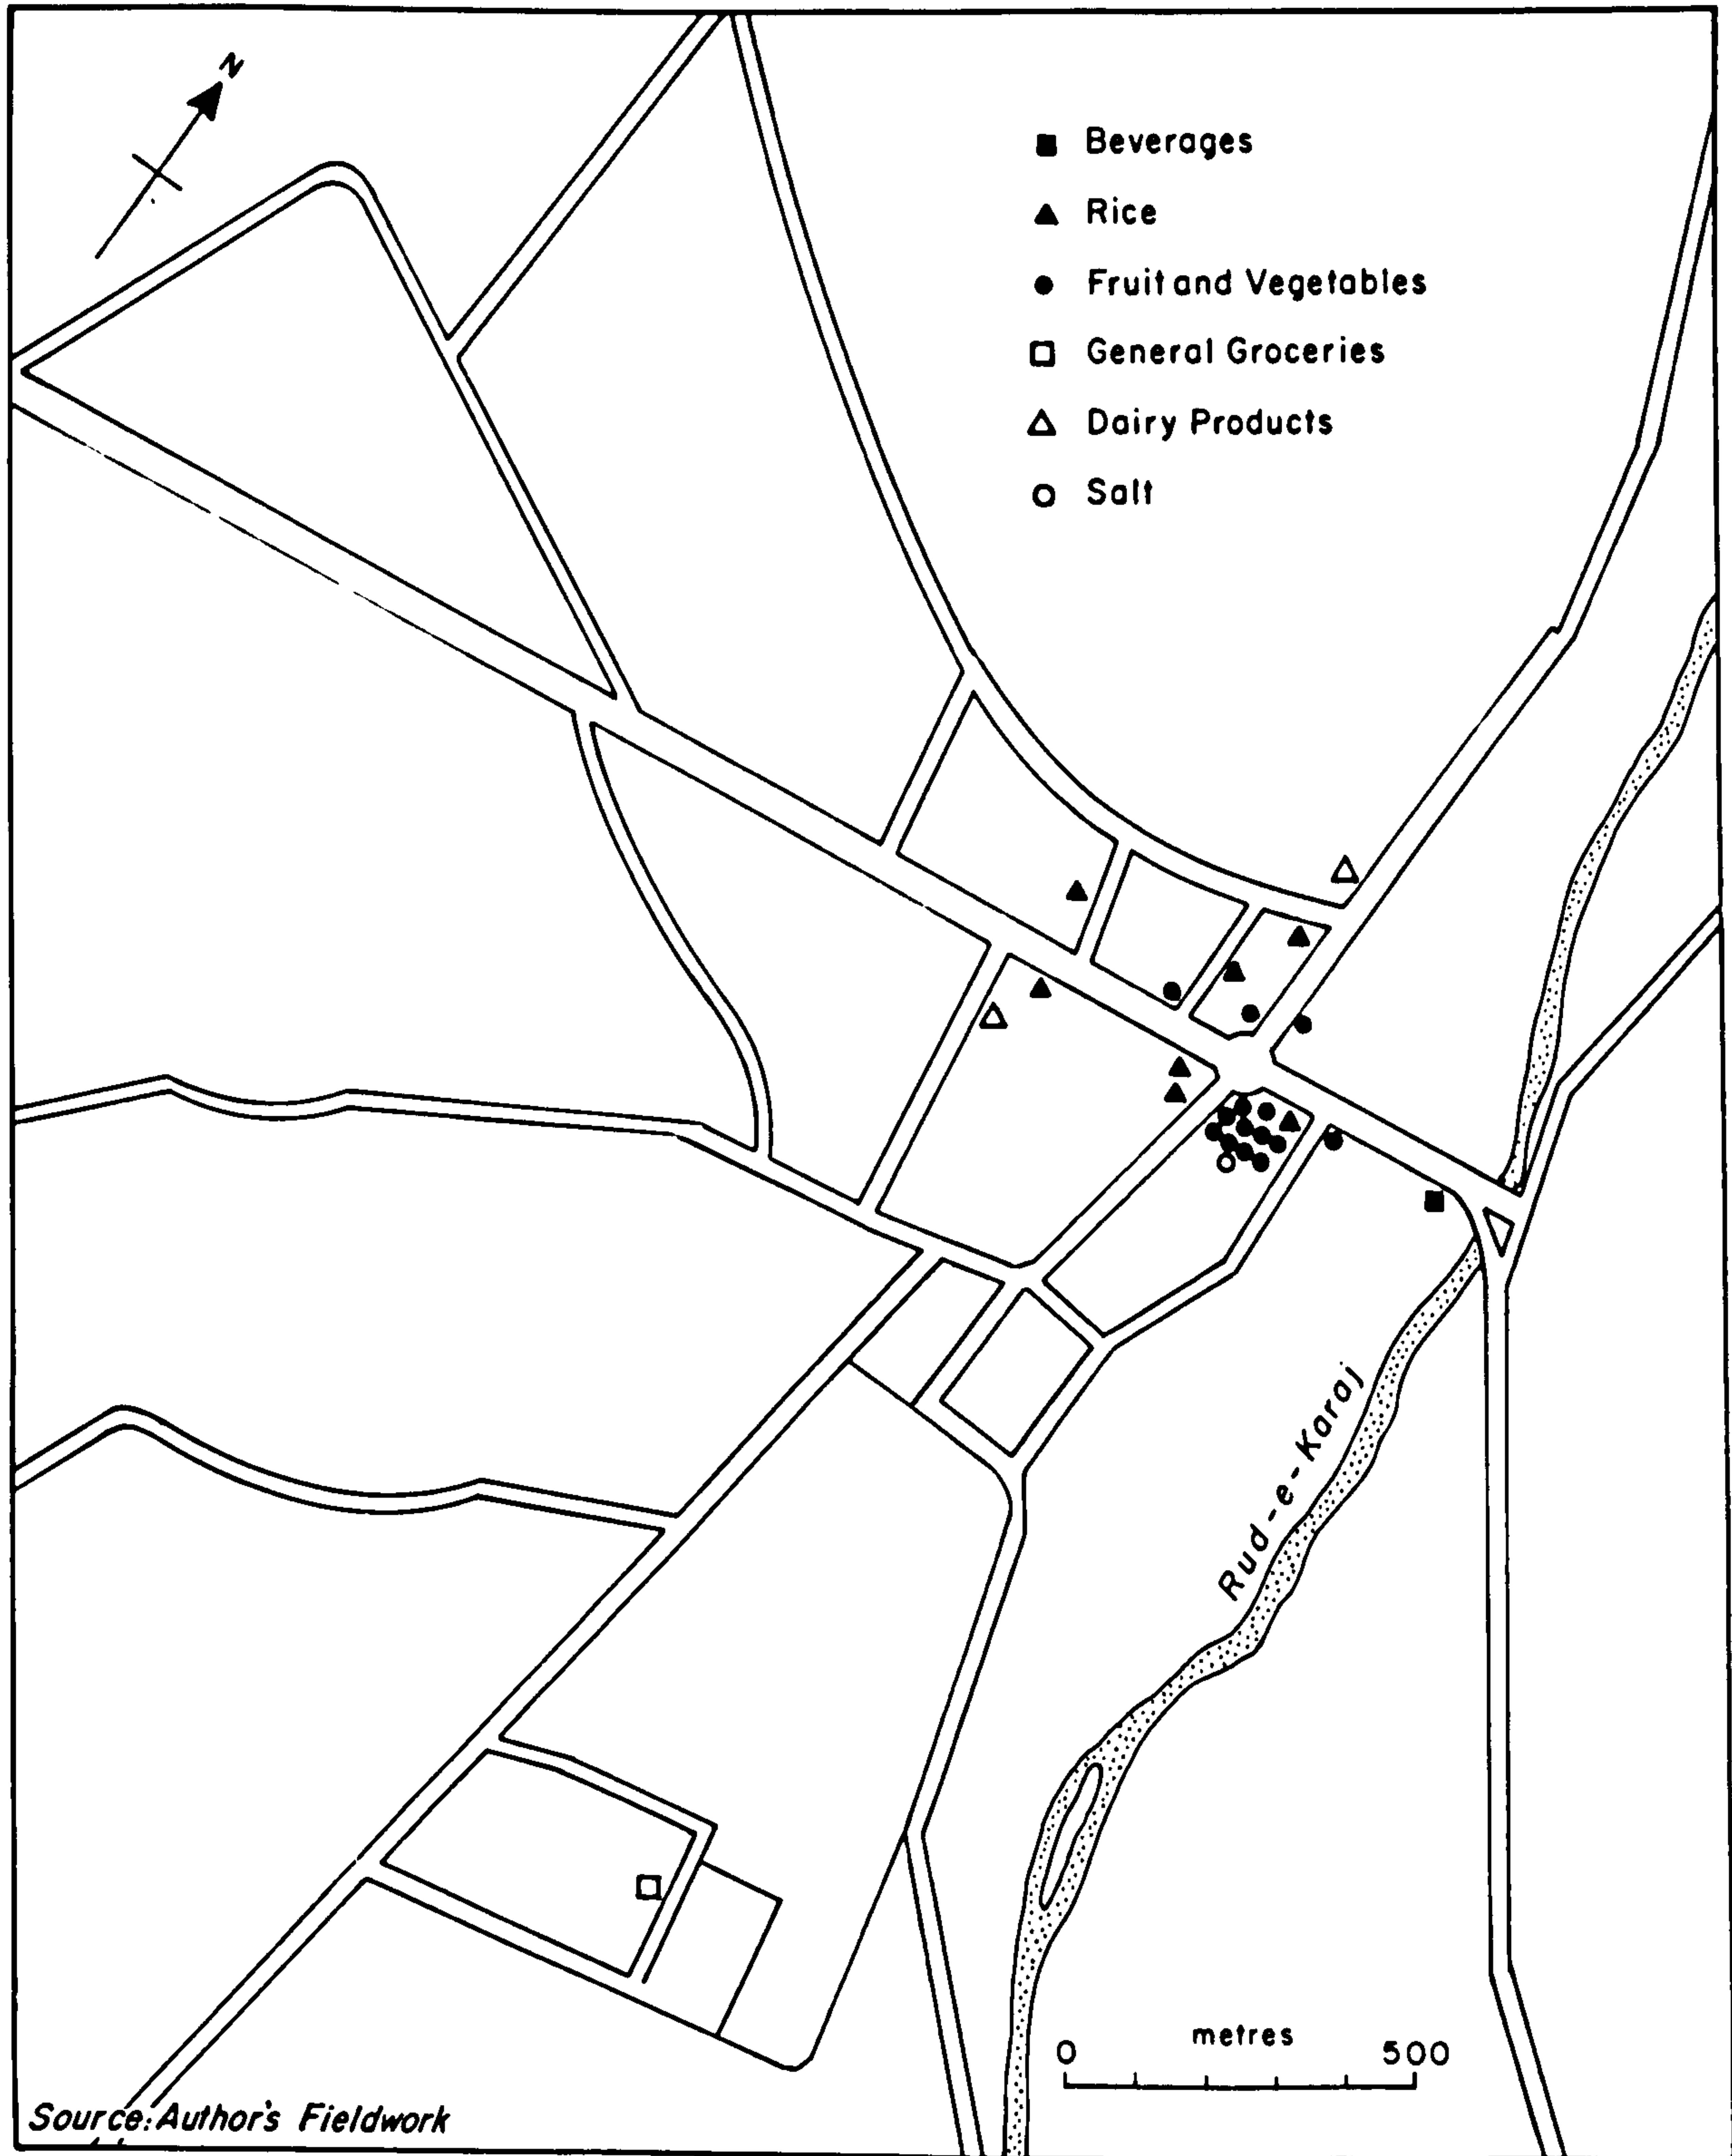 N
Beverages
Rice
Fruit and Vegetables
General Groceries
Dairy Products
Salt
Rud-e-Karaj
metres
0 500
Source: Author's Fieldwork